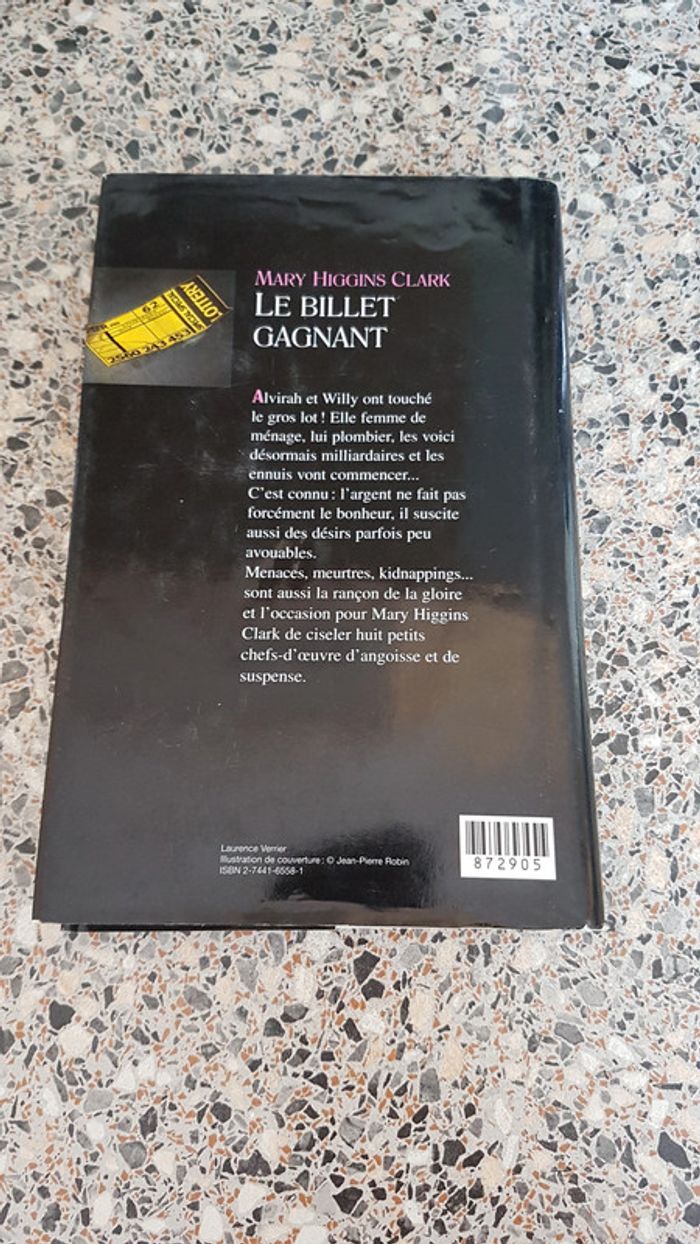 MARY HIGGINS CLARK
LE BILLET
GAGNANT
LOTTERY
62
2560 243 453
Alvirah et Willy ont touché
le gros lot ! Elle femme de
ménage, lui plombier, les voici
désormais milliardaires et les
ennuis vont commencer...
C'est connu : l'argent ne fait pas
forcément le bonheur, il suscite
aussi des désirs parfois peu
avouables.
Menaces, meurtres, kidnappings...
sont aussi la rançon de la gloire
et l'occasion pour Mary Higgins
Clark de ciseler huit petits
chefs-d'œuvre d'angoisse et de
suspense.
Laurence Verrier
Illustration de couverture : © Jean-Pierre Robin
ISBN 2-7441-6558-1
872905